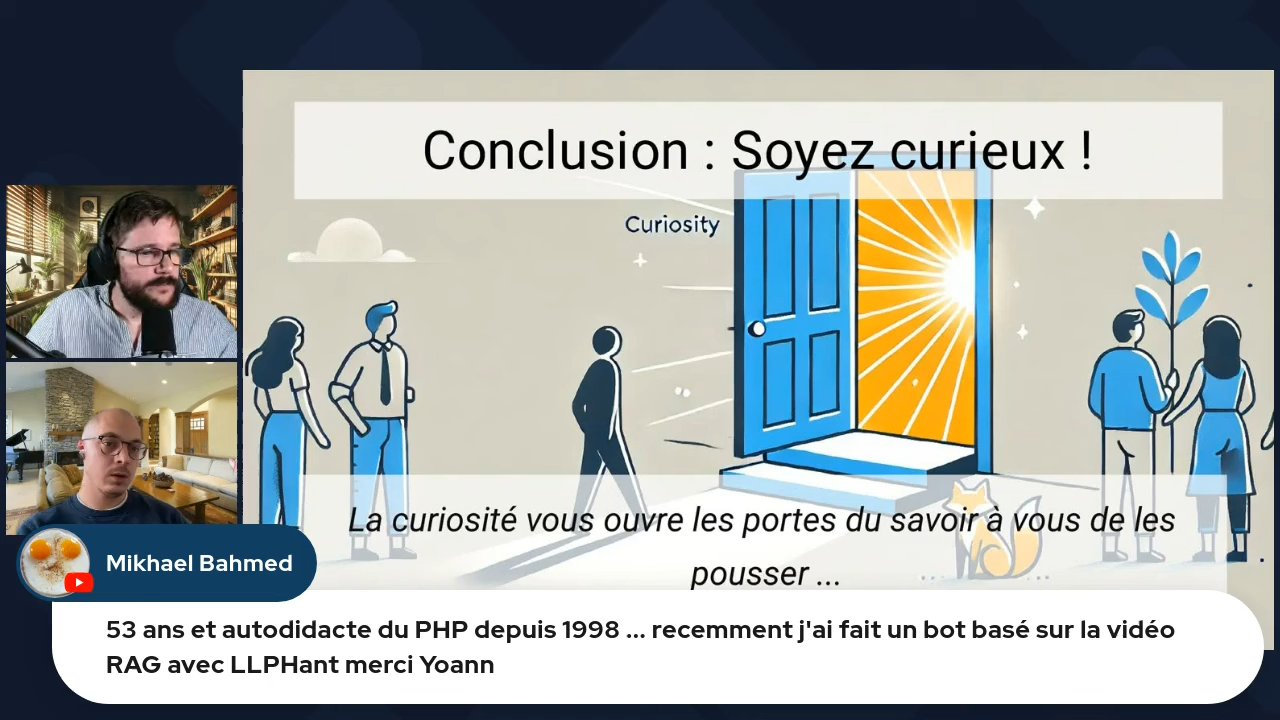 Conclusion : Soyez curieux !
Curiosity
La curiosité vous ouvre les portes du savoir à vous de les
pousser ...
Mikhael Bahmed
53 ans et autodidacte du PHP depuis 1998 ... recemment j'ai fait un bot basé sur la vidéo
RAG avec LLPHant merci Yoann